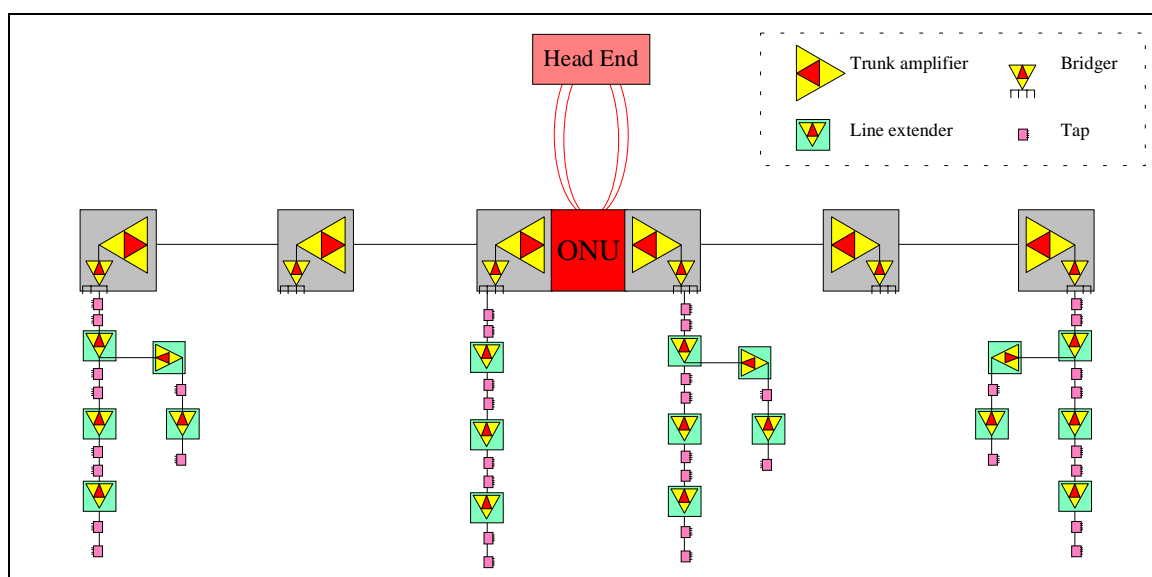 Head End
Trunk amplifier
Bridger
Line extender
Tap
ONU